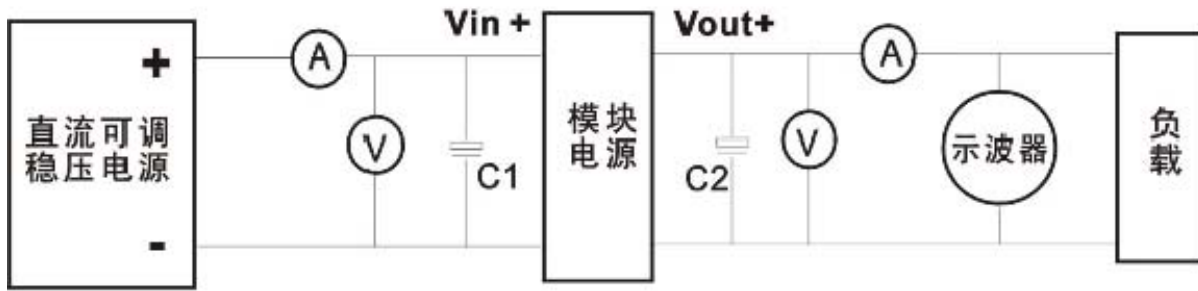 Vin +
Vout+
+
A
A
直流可调
稳压电源
V
C1
模块
电源
C2
V
示波器
负
载
-